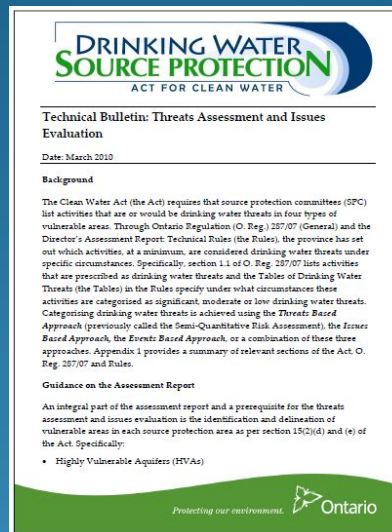 DRINKING WATER
SOURCE PROTECTION
ACT FOR CLEAN WATER
Technical Bulletin: Threats Assessment and Issues
Evaluation
Date: March 2010
Background
The Clean Water Act (the Act) requires that source protection committees (SPC)
list activities that are or would be drinking water threats in four types of
vulnerable areas. Through Ontario Regulation (O. Reg.) 287/07 (General) and the
Director's Assessment Report: Technical Rules (the Rules), the province has set
out which activities, at a minimum, are considered drinking water threats under
specific circumstances. Specifically, section 1.1 of O. Reg. 287/07 lists activities
that are prescribed as drinking water threats and the Tables of Drinking Water
Threats (the Tables) in the Rules specify under what circumstances these
activities are categorised as significant, moderate or low drinking water threats.
Categorising drinking water threats is achieved using the Threats Based
Approach (previously called the Semi-Quantitative Risk Assessment), the Issues
Based Approach, the Events Based Approach, or a combination of these three
approaches. Appendix 1 provides a summary of relevant sections of the Act, O.
Reg. 287/07 and Rules.
Guidance on the Assessment Report
An integral part of the assessment report and a prerequisite for the threats
assessment and issues evaluation is the identification and delineation of
vulnerable areas in each source protection area as per section 15(2)(d) and (e) of
the Act. Specifically:
• Highly Vulnerable Aquifers (HVAs)
Protecting our environment.
Ontario